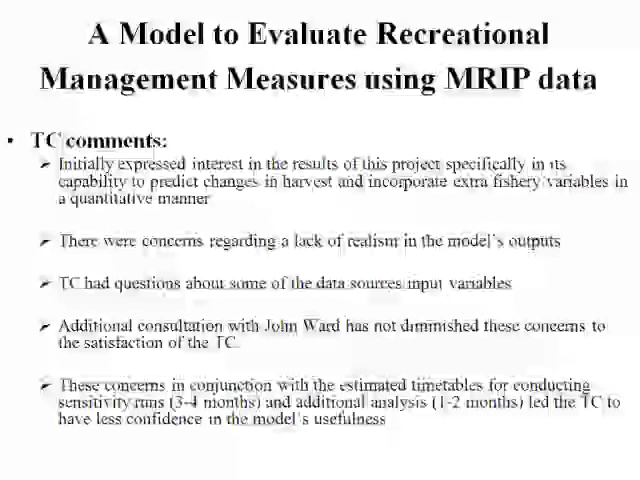 A Model to Evaluate Recreational
Management Measures using MRIP data
• TC comments:
➢ Initially expressed interest in the results of this project specifically in its
capability to predict changes in harvest and incorporate extra fishery variables in
a quantitative manner
➢ There were concerns regarding a lack of realism in the model's outputs
➢ TC had questions about some of the data sources input variables
➢ Additional consultation with John Ward has not diminished these concerns to
the satisfaction of the TC.
➢ These concerns in conjunction with the estimated timetables for conducting
sensitivity runs (3-4 months) and additional analysis (1-2 months) led the TC to
have less confidence in the model's usefulness